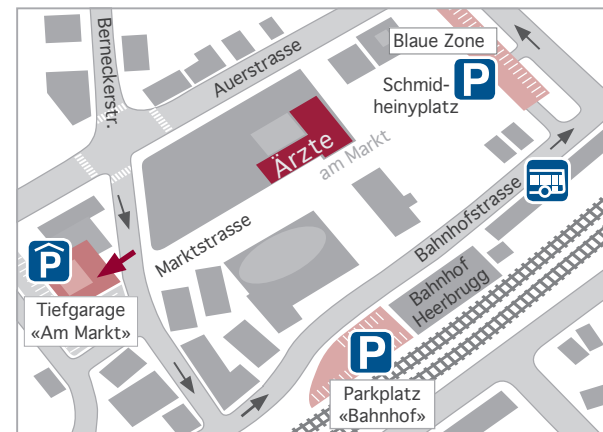 Berneckerstr.
Auerstrasse
Blaue Zone
P
Schmid-
heinyplatz
Ärzte
am Markt
Marktstrasse
Bahnhofstrasse
P
Tiefgarage
«Am Markt»
Bahnhof
Heerbrugg
P
Parkplatz
«Bahnhof»